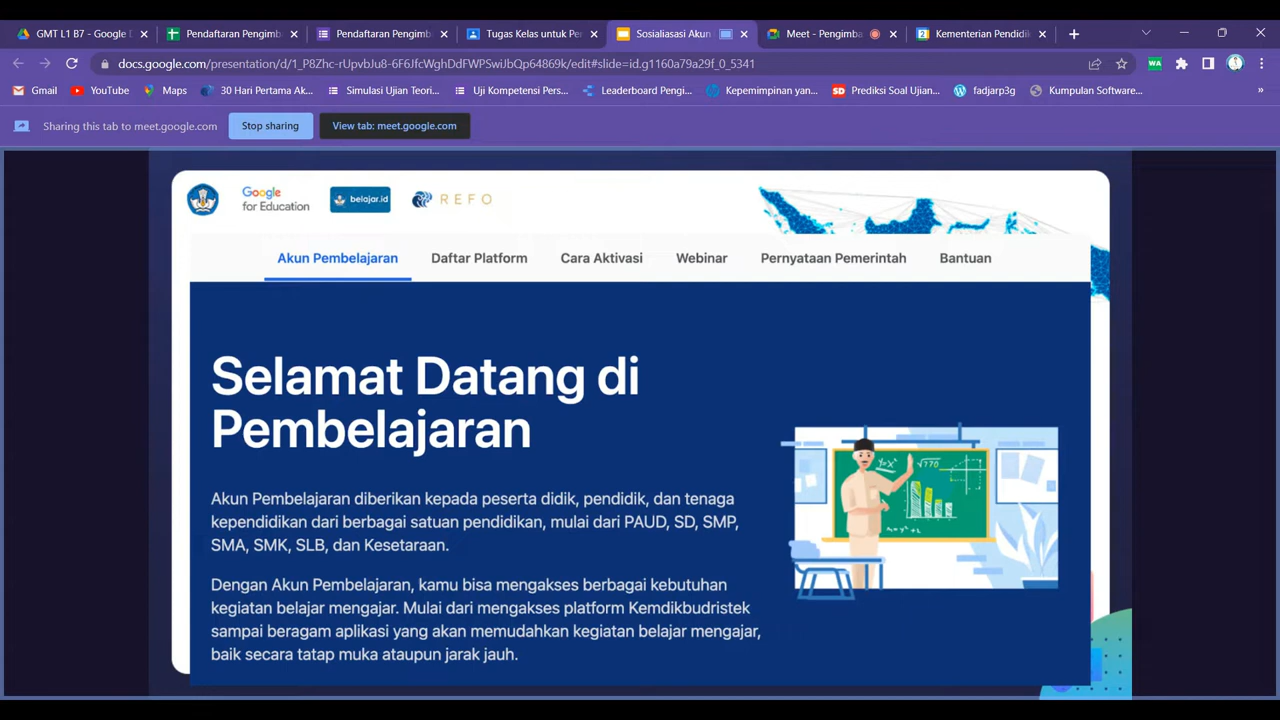 GMT L1 B7 - Google D
Pendaftaran Pengimb
Pendaftaran Pengimb
Tugas Kelas untuk Per
Sosialiasasi Akun
Meet - Pengimba
Kementerian Pendidik
docs.google.com/presentation/d/1_P8Zhc-rUpvbJu8-6F6JfcWghDdFWPSwiJbQp64869k/edit#slide=id.g1160a79a29f_0_5341
WA
Gmail
YouTube
Maps
30 Hari Pertama Ak...
Simulasi Ujian Teori...
Uji Kompetensi Pers...
Leaderboard Pengi...
Kepemimpinan yan...
SD
Prediksi Soal Ujian...
fadjarp3g
Kumpulan Software...
»
Sharing this tab to meet.google.com
Stop sharing
View tab: meet.google.com
Google
for Education
belajar.id
REFO
Akun Pembelajaran
Daftar Platform
Cara Aktivasi
Webinar
Pernyataan Pemerintah
Bantuan
Selamat Datang di
Pembelajaran
Akun Pembelajaran diberikan kepada peserta didik, pendidik, dan tenaga
kependidikan dari berbagai satuan pendidikan, mulai dari PAUD, SD, SMP,
SMA, SMK, SLB, dan Kesetaraan.
Dengan Akun Pembelajaran, kamu bisa mengakses berbagai kebutuhan
kegiatan belajar mengajar. Mulai dari mengakses platform Kemdikbudristek
sampai beragam aplikasi yang akan memudahkan kegiatan belajar mengajar,
baik secara tatap muka ataupun jarak jauh.